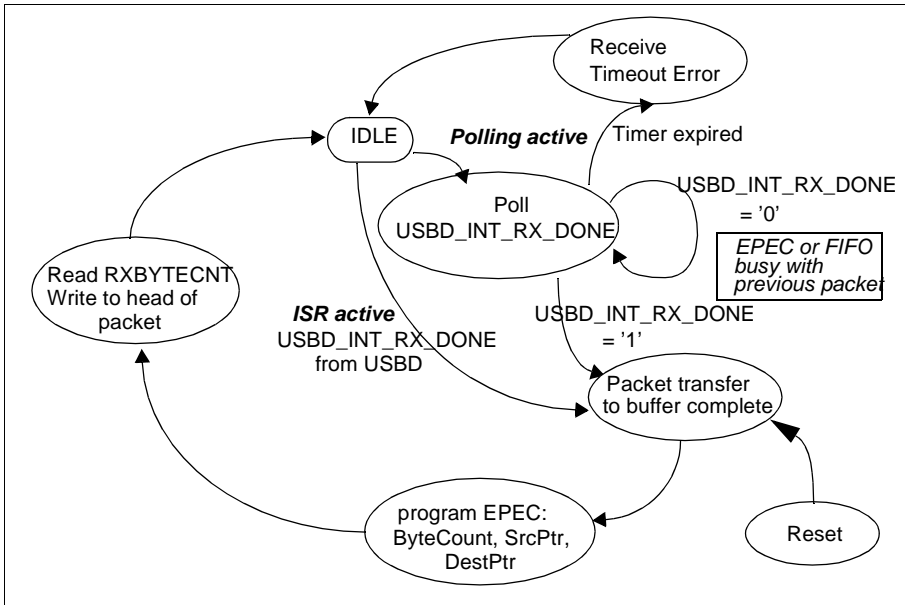 Receive
Timeout Error
IDLE
Polling active
Timer expired
Poll
USBD_INT_RX_DONE
USBD_INT_RX_DONE
= '0'
EPEC or FIFO
busy with
previous packet
Read RXBYTECNT
Write to head of
packet
ISR active
USBD_INT_RX_DONE
from USBD
USBD_INT_RX_DONE
= '1'
Packet transfer
to buffer complete
program EPEC:
ByteCount, SrcPtr,
DestPtr
Reset